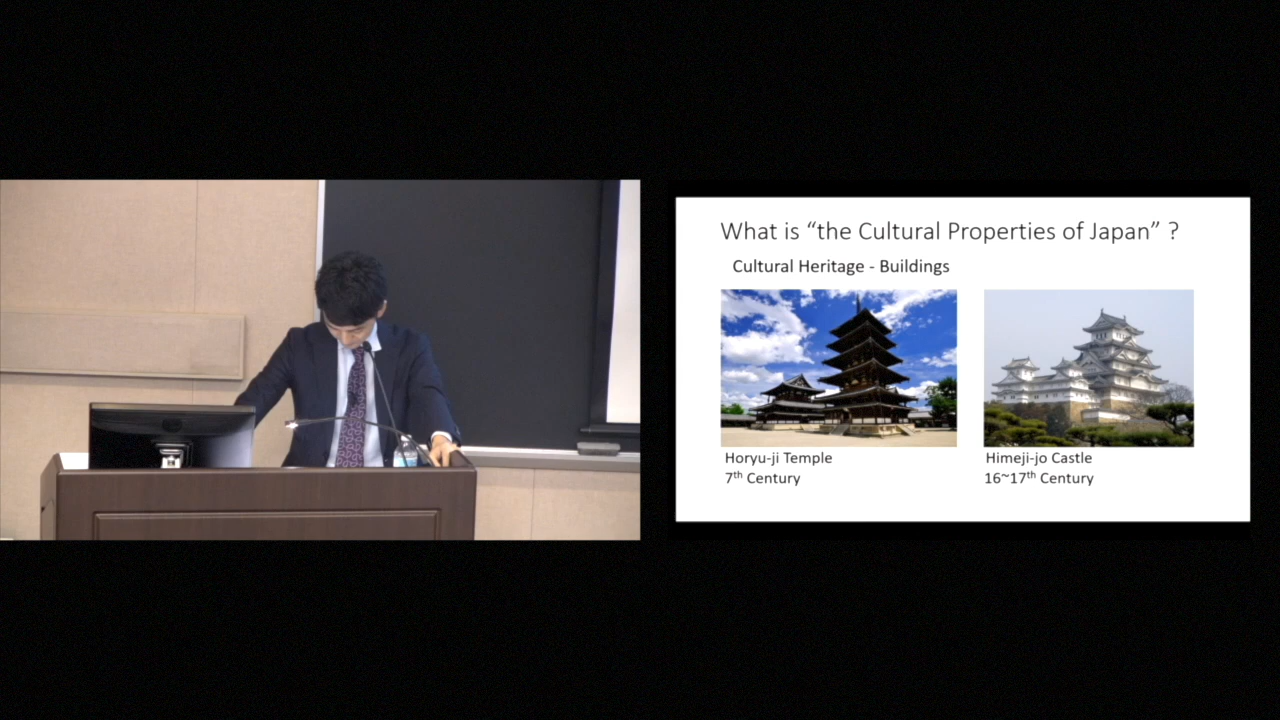 What is “the Cultural Properties of Japan” ?
Cultural Heritage - Buildings
Horyu-ji Temple
7th Century
Himeji-jo Castle
16~17th Century